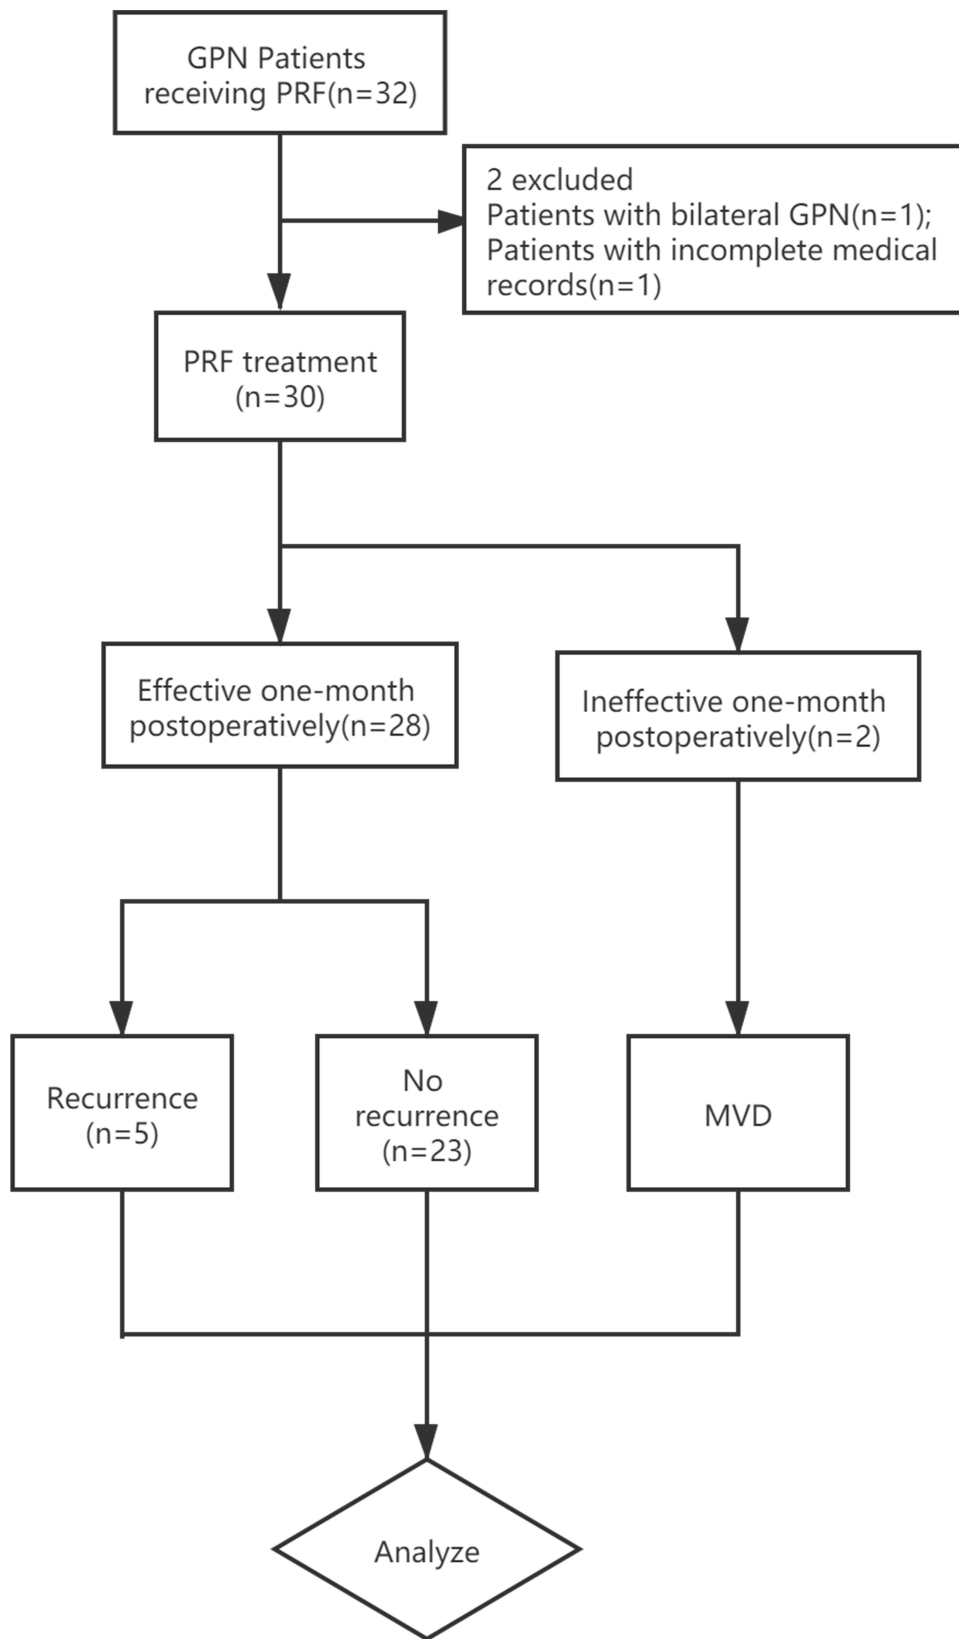 GPN Patients
receiving PRF(n=32)
2 excluded
Patients with bilateral GPN(n=1);
Patients with incomplete medical
records(n=1)
PRF treatment
(n=30)
Effective one-month
postoperatively(n=28)
Ineffective one-month
postoperatively(n=2)
Recurrence
(n=5)
No
recurrence
(n=23)
MVD
Analyze